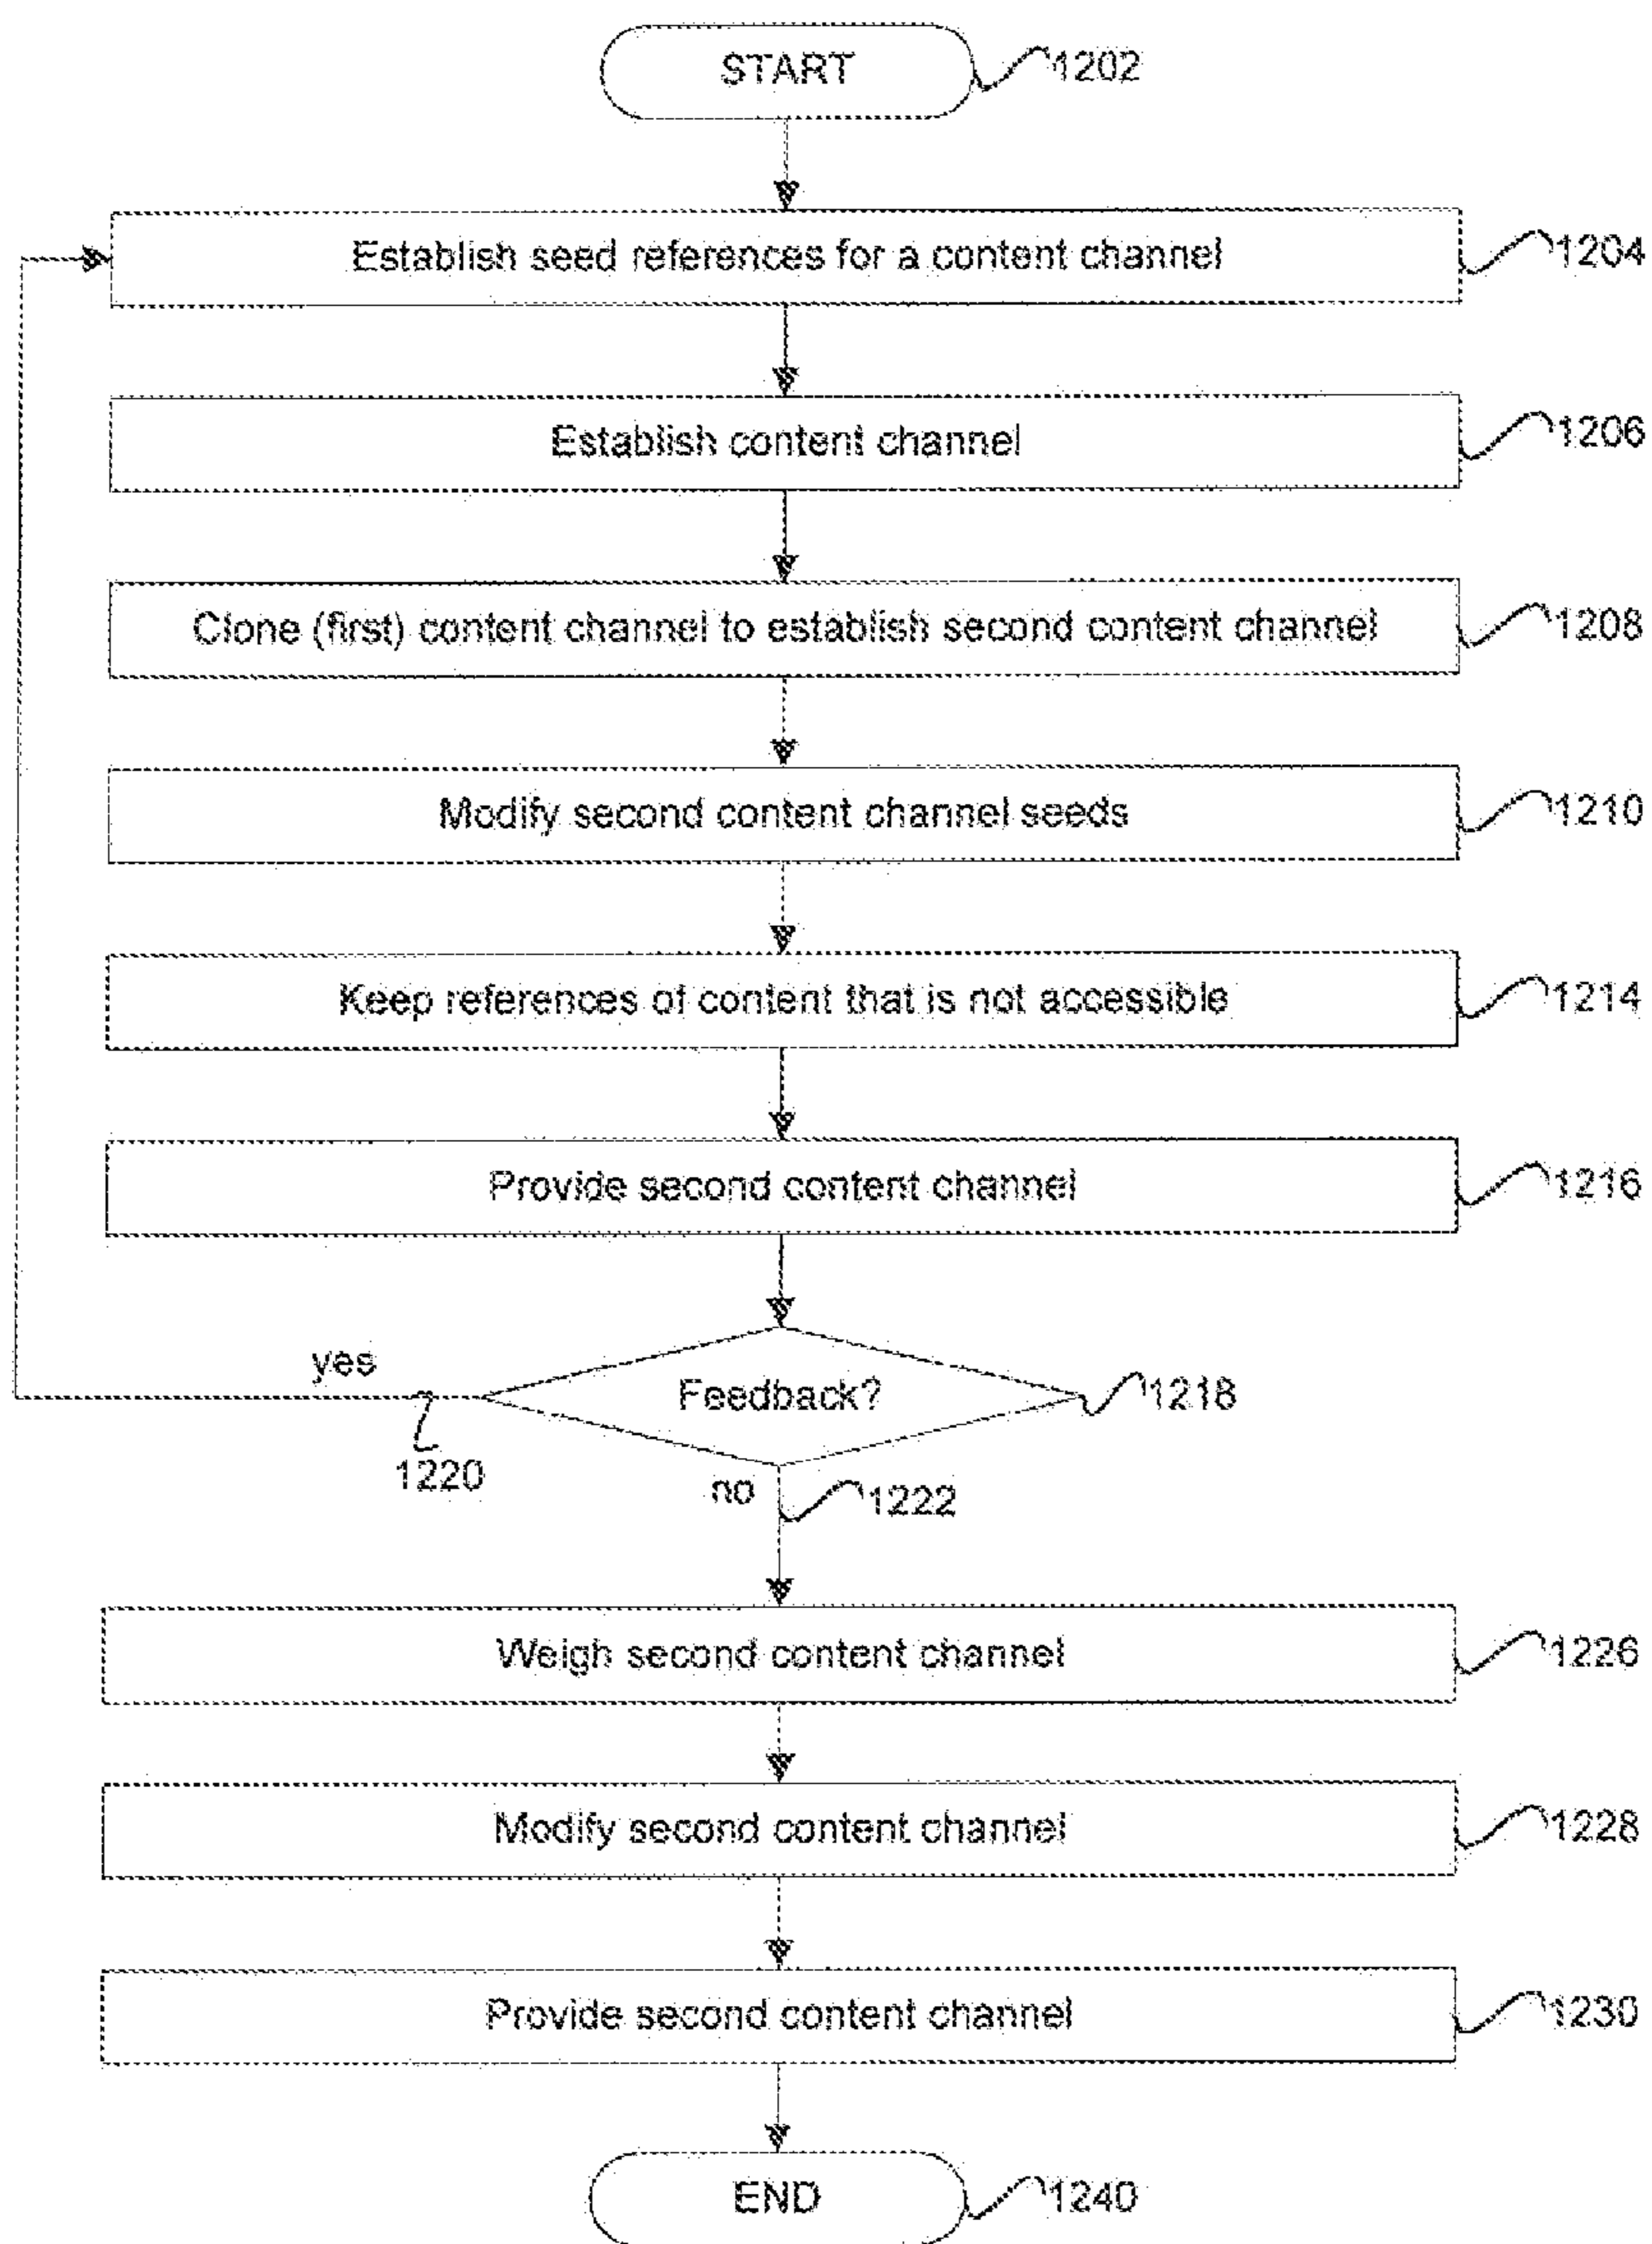 START 1202
Establish seed references for a content channel 1204
Establish content channel 1206
Clone (first) content channel to establish second content channel 1208
Modify second content channel seeds 1210
Keep references of content that is not accessible 1214
Provide second content channel 1216
yes
Feedback? 1218
1220
no 1222
Weigh second content channel 1226
Modify second content channel 1228
Provide second content channel 1230
END 1240